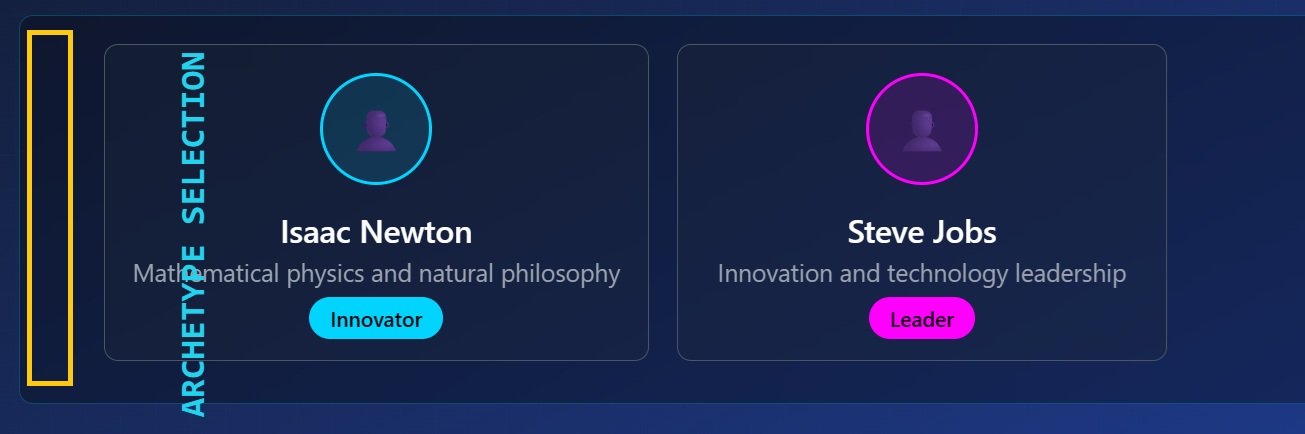 ARCHETYPE SELECTION
Isaac Newton
Mathematical physics and natural philosophy
Innovator
Steve Jobs
Innovation and technology leadership
Leader